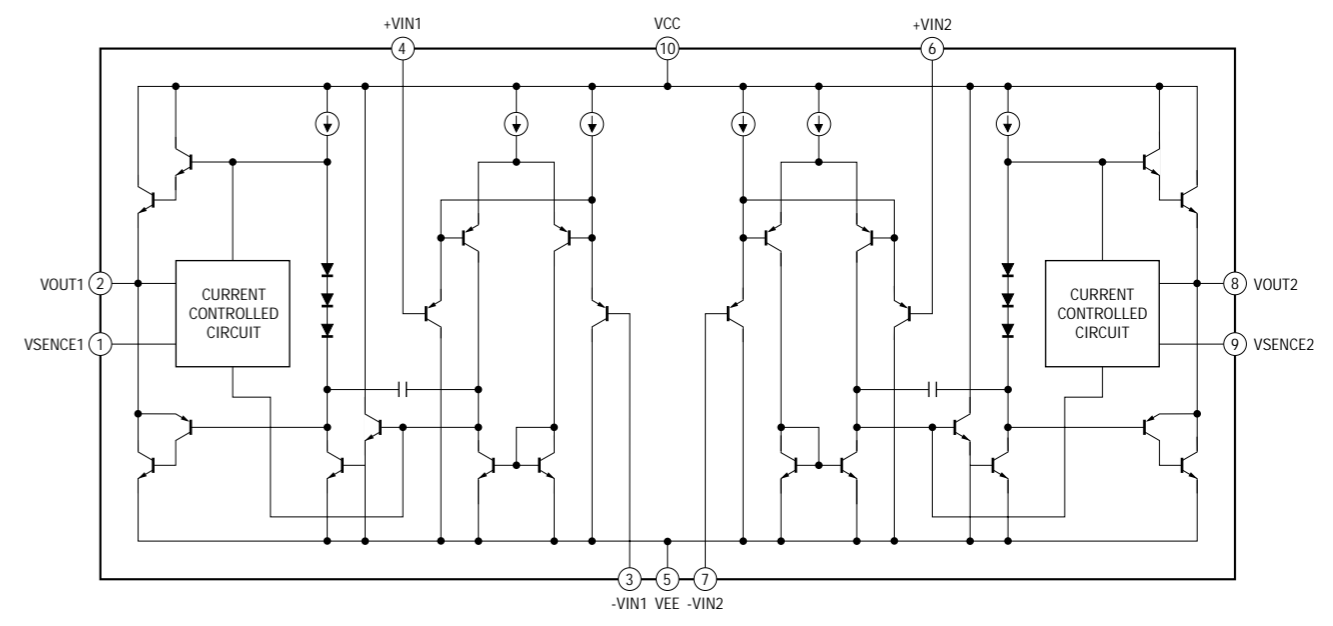 +VIN1
VCC
+VIN2
4
10
6
VOUT1
2
CURRENT
CONTROLLED
CIRCUIT
VSENCE1
1
CURRENT
CONTROLLED
CIRCUIT
8
VOUT2
9
VSENCE2
3
5
7
-VIN1
VEE
-VIN2